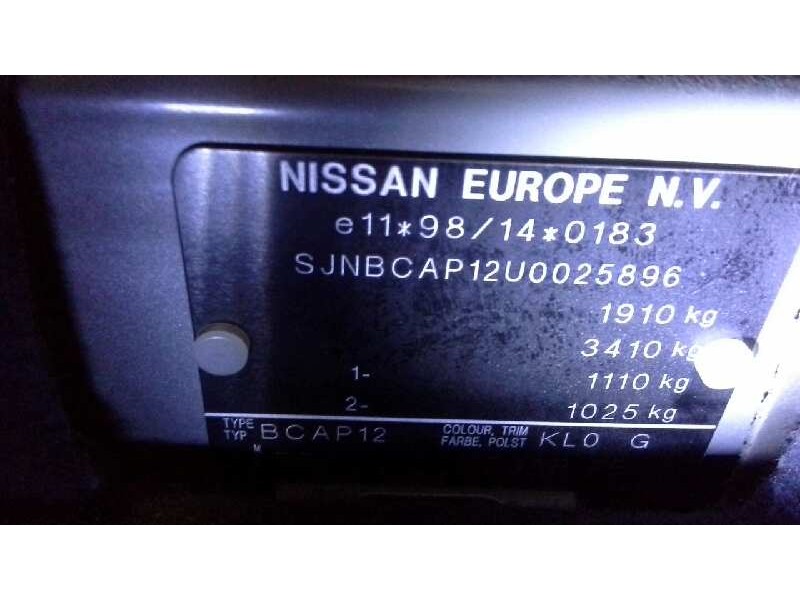 NISSAN EUROPE N.V.
e11*98/14*0183
SJNBCAP12U0025896
1910 kg
3410 kg
1- 1110 kg
2- 1025 kg
TYPE
TYP BCAP12 COLOUR, TRIM
FARBE, POLST KL0 G
M